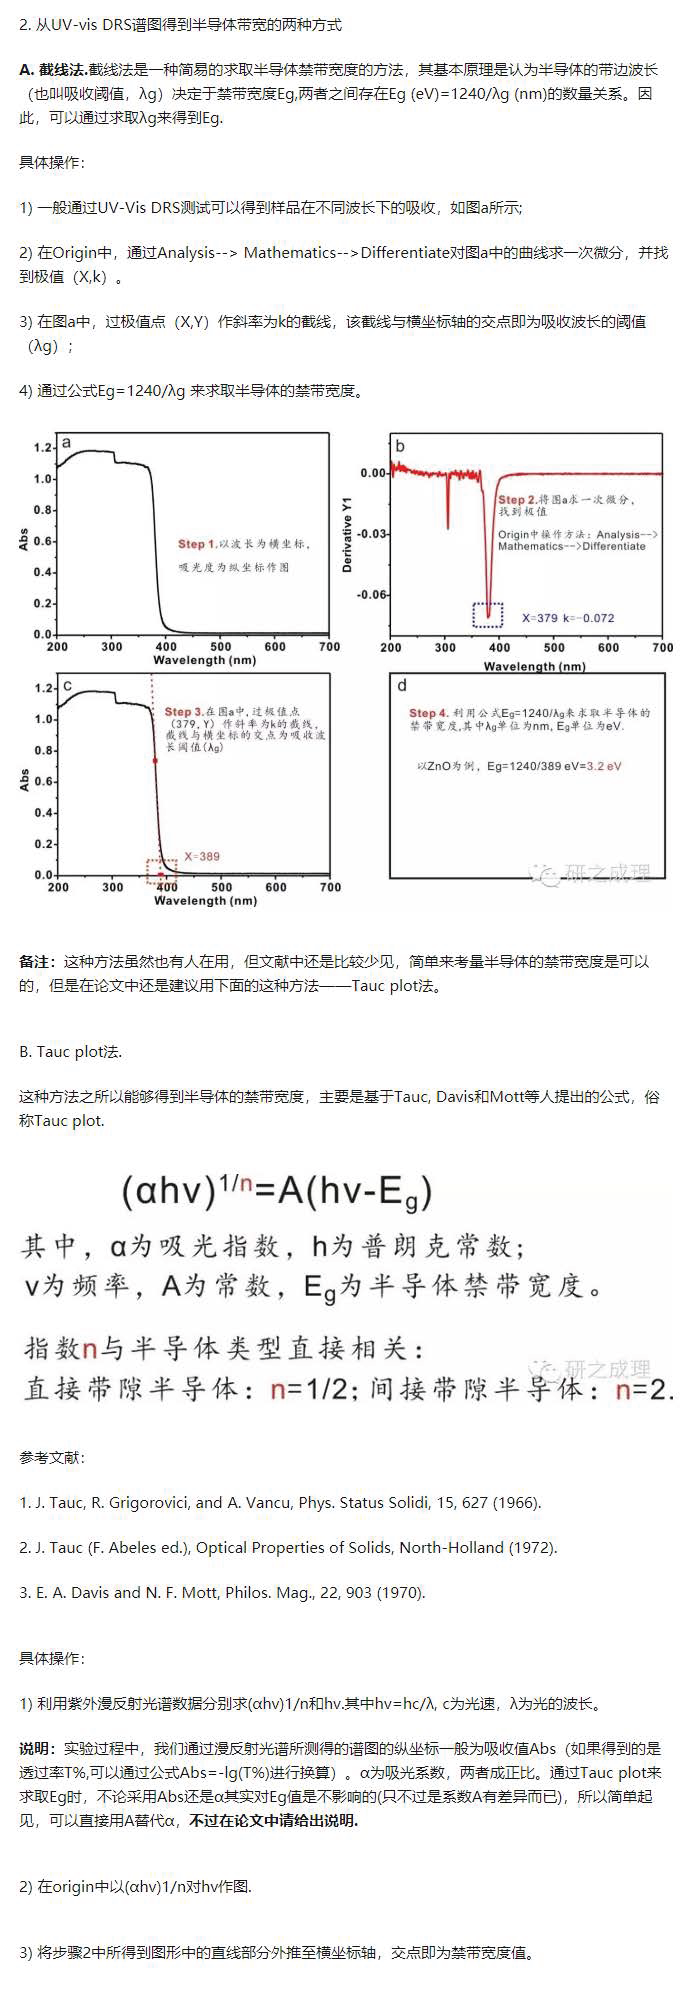 2. 从UV-vis DRS谱图得到半导体带宽的两种方式
A. 截线法.截线法是一种简易的求取半导体禁带宽度的方法，其基本原理是认为半导体的带边波长
（也叫吸收阈值，λg）决定于禁带宽度Eg,两者之间存在Eg (eV)=1240/λg (nm)的数量关系。因
此，可以通过求取λg来得到Eg.
具体操作：
1) 一般通过UV-Vis DRS测试可以得到样品在不同波长下的吸收，如图a所示;
2) 在Origin中，通过Analysis--> Mathematics-->Differentiate对图a中的曲线求一次微分，并找
到极值（X,k）。
3) 在图a中，过极值点（X,Y）作斜率为k的截线，该截线与横坐标轴的交点即为吸收波长的阈值
（λg）；
4) 通过公式Eg=1240/λg 来求取半导体的禁带宽度。
a
Abs
1.2
1.0
0.8
0.6
0.4
0.2
0.0
Step 1.以波长为横坐标，
吸光度为纵坐标作图
200 300 400 500 600 700
Wavelength (nm)
b
Derivative Y1
0.00
-0.03
-0.06
Step 2.将图a求一次微分，
找到极值
Origin中操作方法：Analysis-->
Mathematics-->Differentiate
X=379 k=-0.072
200 300 400 500 600 700
Wavelength (nm)
c
Abs
1.2
1.0
0.8
0.6
0.4
0.2
0.0
Step 3.在图a中,过极值点
（379, Y）作斜率为k的截线，
截线与横坐标的交点为吸收波
长阈值(λg)
X=389
200 300 400 500 600 700
Wavelength (nm)
d
Step 4. 利用公式Eg=1240/λg来求取半导体的
禁带宽度,其中λg单位为nm, Eg单位为eV.
以ZnO为例，Eg=1240/389 eV=3.2 eV
研之成理
备注：这种方法虽然也有人在用，但文献中还是比较少见，简单来考量半导体的禁带宽度是可以
的，但是在论文中还是建议用下面的这种方法——Tauc plot法。
B. Tauc plot法.
这种方法之所以能够得到半导体的禁带宽度，主要是基于Tauc, Davis和Mott等人提出的公式，俗
称Tauc plot.
(αhv)1/n=A(hv-Eg)
其中，α为吸光指数，h为普朗克常数；
v为频率，A为常数，Eg为半导体禁带宽度。
指数n与半导体类型直接相关：
研之成理
直接带隙半导体：n=1/2; 间接带隙半导体：n=2.
参考文献：
1. J. Tauc, R. Grigorovici, and A. Vancu, Phys. Status Solidi, 15, 627 (1966).
2. J. Tauc (F. Abeles ed.), Optical Properties of Solids, North-Holland (1972).
3. E. A. Davis and N. F. Mott, Philos. Mag., 22, 903 (1970).
具体操作：
1) 利用紫外漫反射光谱数据分别求(αhv)1/n和hv.其中hv=hc/λ, c为光速，λ为光的波长。
说明：实验过程中，我们通过漫反射光谱所测得的谱图的纵坐标一般为吸收值Abs（如果得到的是
透过率T%,可以通过公式Abs=-lg(T%)进行换算）。α为吸光系数，两者成正比。通过Tauc plot来
求取Eg时，不论采用Abs还是α其实对Eg值是不影响的(只不过是系数A有差异而已)，所以简单起
见，可以直接用A替代α，不过在论文中请给出说明.
2) 在origin中以(αhv)1/n对hv作图.
3) 将步骤2中所得到图形中的直线部分外推至横坐标轴，交点即为禁带宽度值。